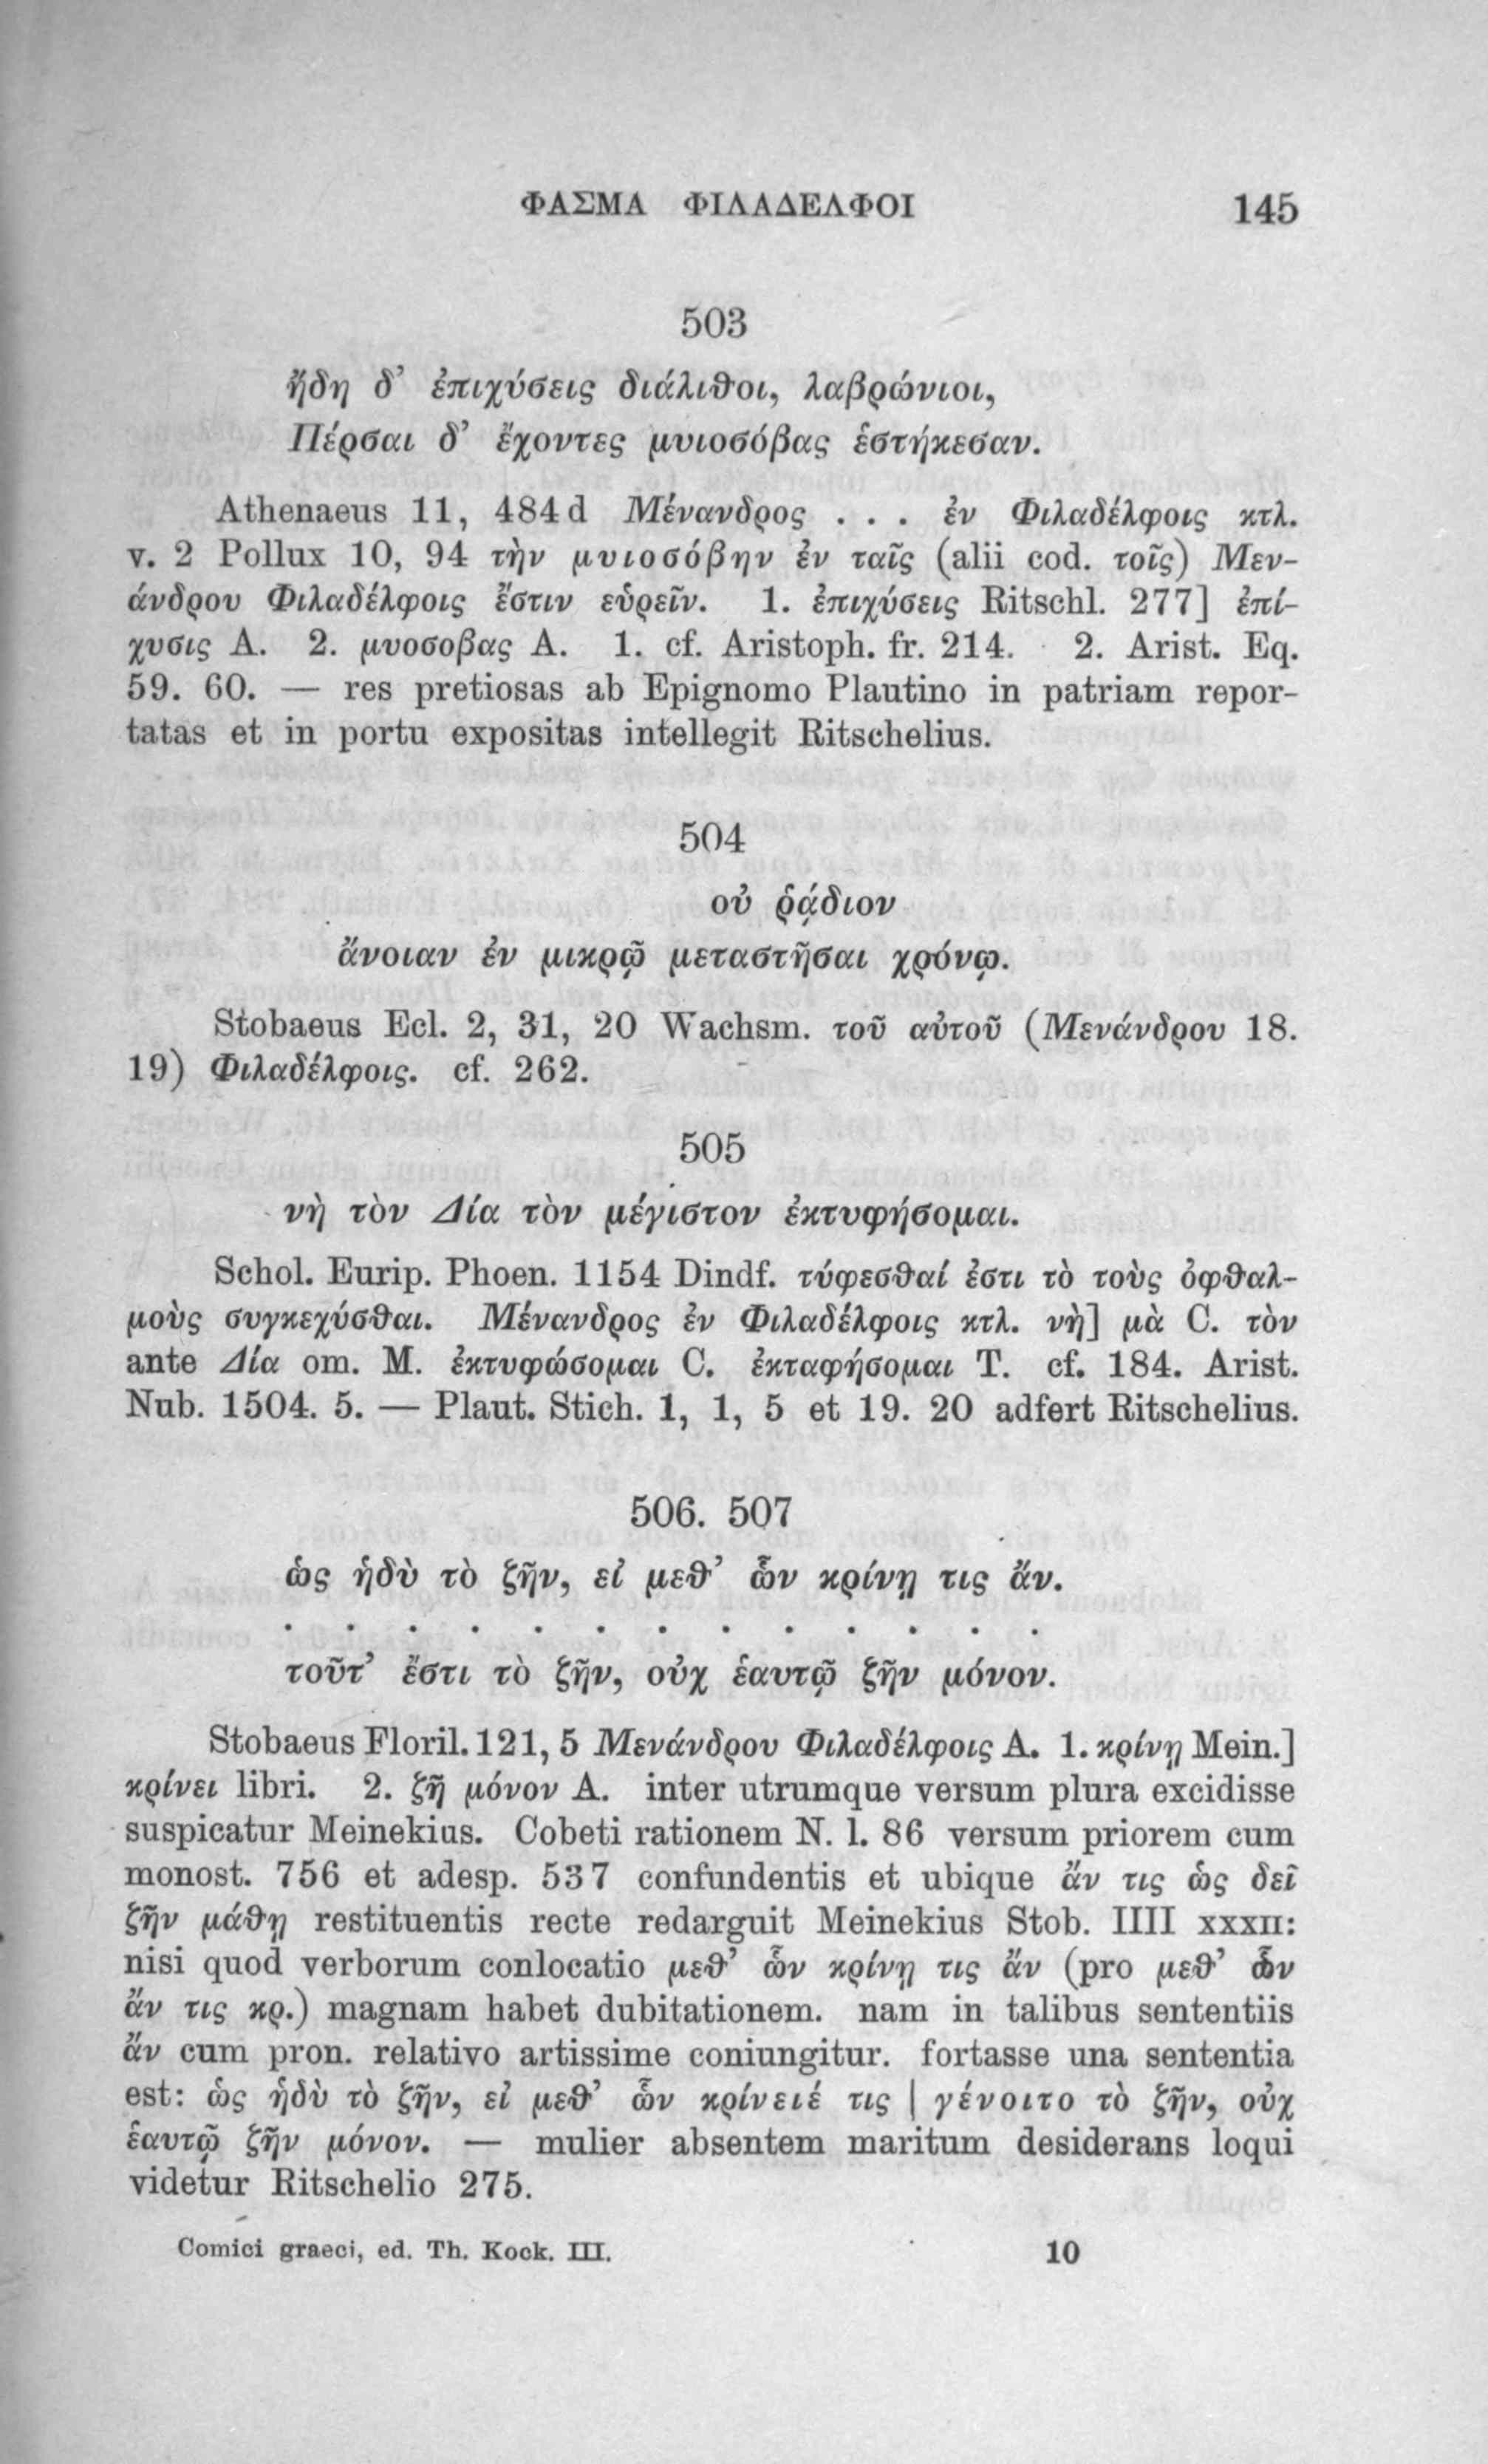 ΦΑΣΜΑ ΦΙΛΑΔΕΛΦΟΙ 145
503
ἤδη δ’ ἐπιχύσεις διάλιθοι, λαβρώνιοι,
Πέρσαι δ’ ἔχοντες μυιοσόβας ἑστήκεσαν.
Athenaeus 11, 484 d Μένανδρος . . . ἐν Φιλαδέλφοις κτλ.
v. 2 Pollux 10, 94 τὴν μυιοσόβην ἐν ταῖς (alii cod. τοῖς) Μεν-
άνδρου Φιλαδέλφοις ἔστιν εὑρεῖν. 1. ἐπιχύσεις Ritschl. 277] ἐπί-
χυσις A. 2. μυοσοβας A. 1. cf. Aristoph. fr. 214. 2. Arist. Eq.
59. 60. — res pretiosas ab Epignomo Plautino in patriam repor-
tatas et in portu expositas intellegit Ritschelius.
504
οὐ ῥᾴδιον
ἄνοιαν ἐν μικρῷ μεταστῆσαι χρόνῳ.
Stobaeus Ecl. 2, 31, 20 Wachsm. τοῦ αὐτοῦ (Μενάνδρου 18.
19) Φιλαδέλφοις. cf. 262.
505
νὴ τὸν Δία τὸν μέγιστον ἐκτυφήσομαι.
Schol. Eurip. Phoen. 1154 Dindf. τύφεσθαί ἐστι τὸ τοὺς ὀφθαλ-
μοὺς συγκεχύσθαι. Μένανδρος ἐν Φιλαδέλφοις κτλ. νὴ] μὰ C. τὸν
ante Δία om. M. ἐκτυφώσομαι C. ἐκταφήσομαι T. cf. 184. Arist.
Nub. 1504. 5. — Plaut. Stich. 1, 1, 5 et 19. 20 adfert Ritschelius.
506. 507
ὡς ἡδὺ τὸ ζῆν, εἰ μεθ’ ὧν κρίνῃ τις ἄν.
. . . . . . . . . . . . .
τοῦτ’ ἔστι τὸ ζῆν, οὐχ ἑαυτῷ ζῆν μόνον.
Stobaeus Floril. 121, 5 Μενάνδρου Φιλαδέλφοις A. 1. κρίνῃ Mein.]
κρίνει libri. 2. ζῇ μόνον A. inter utrumque versum plura excidisse
suspicatur Meinekius. Cobeti rationem N. l. 86 versum priorem cum
monost. 756 et adesp. 537 confundentis et ubique ἄν τις ὡς δεῖ
ζῆν μάθῃ restituentis recte redarguit Meinekius Stob. IIII xxxii:
nisi quod verborum conlocatio μεθ’ ὧν κρίνῃ τις ἄν (pro μεθ’ ὧν
ἄν τις κρ.) magnam habet dubitationem. nam in talibus sententiis
ἄν cum pron. relativo artissime coniungitur. fortasse una sententia
est: ὡς ἡδὺ τὸ ζῆν, εἰ μεθ’ ὧν κρίνειέ τις | γένοιτο τὸ ζῆν, οὐχ
ἑαυτῷ ζῆν μόνον. — mulier absentem maritum desiderans loqui
videtur Ritschelio 275.
Comici graeci, ed. Th. Kock. III. 10